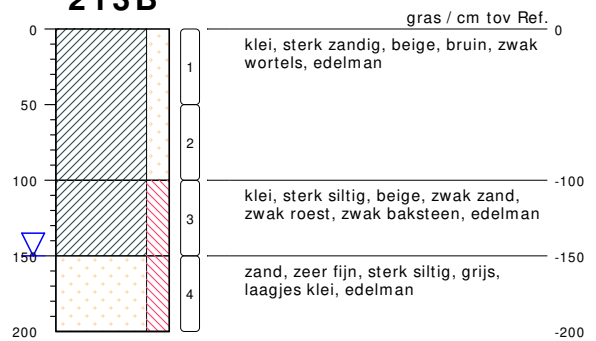 213B
gras / cm tov Ref.
0 0
klei, sterk zandig, beige, bruin, zwak
wortels, edelman
1
50
2
100 -100
klei, sterk siltig, beige, zwak zand,
zwak roest, zwak baksteen, edelman
3
150 -150
zand, zeer fijn, sterk siltig, grijs,
laagjes klei, edelman
4
200 -200